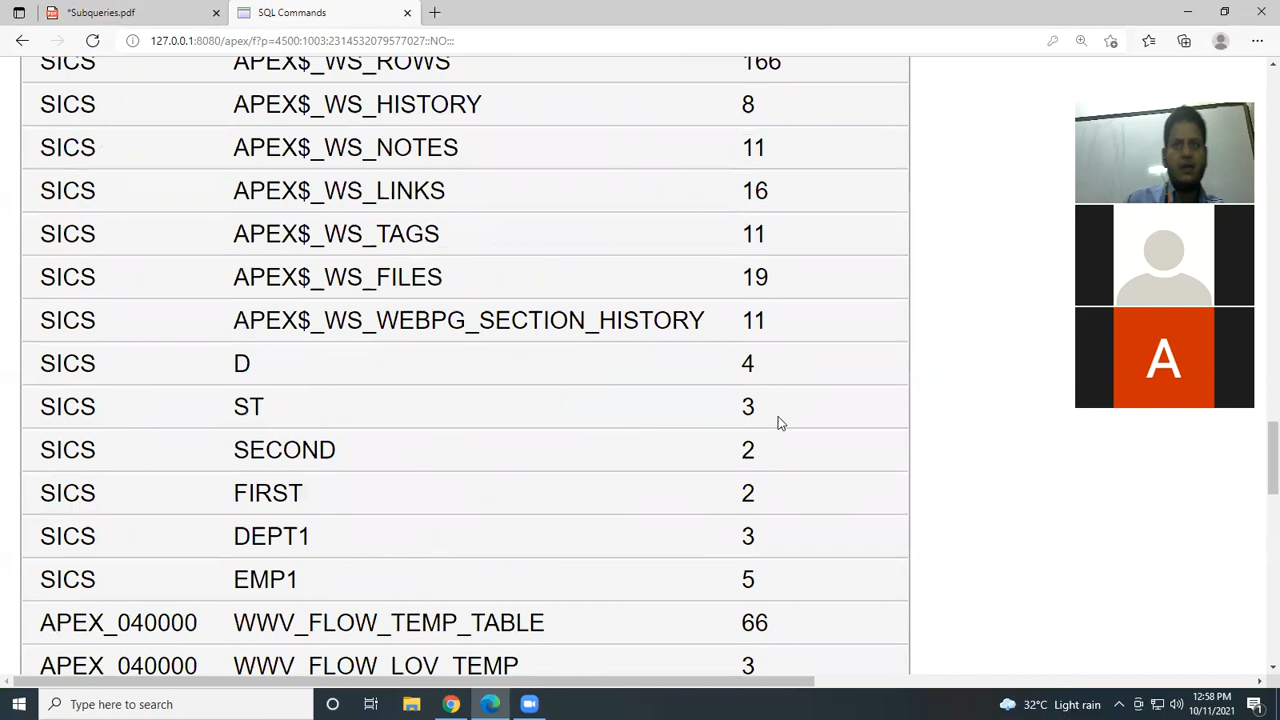 *Subqueries.pdf
SQL Commands
127.0.0.1:8080/apex/f?p=4500:1003:2314532079577027::NO:::
SICS APEX$_WS_ROWS 166
SICS APEX$_WS_HISTORY 8
SICS APEX$_WS_NOTES 11
SICS APEX$_WS_LINKS 16
SICS APEX$_WS_TAGS 11
SICS APEX$_WS_FILES 19
SICS APEX$_WS_WEBPG_SECTION_HISTORY 11
SICS D 4
SICS ST 3
SICS SECOND 2
SICS FIRST 2
SICS DEPT1 3
SICS EMP1 5
APEX_040000 WWV_FLOW_TEMP_TABLE 66
APEX_040000 WWV_FLOW_LOV_TEMP 3
A
Type here to search
32°C Light rain
12:58 PM
10/11/2021
1